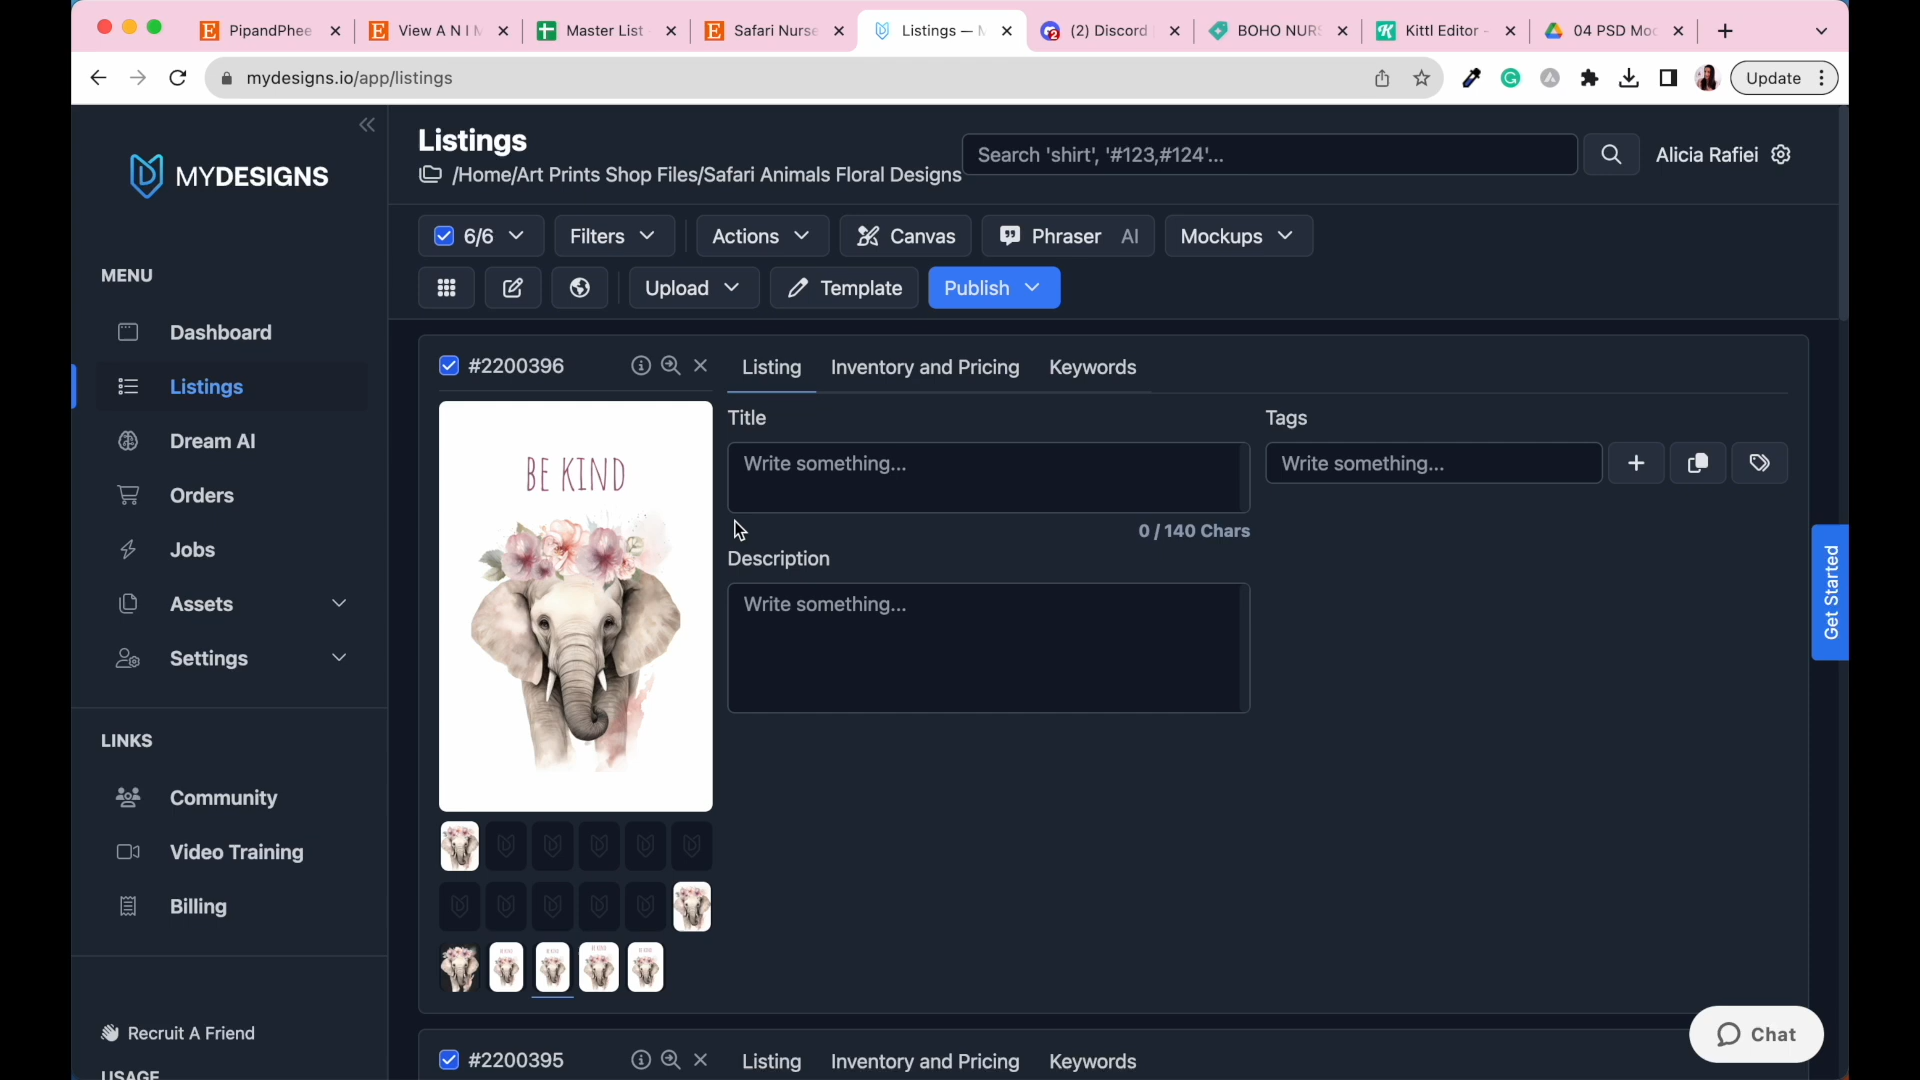 PipandPhee
View A N I M
Master List -
Safari Nurse
Listings — M
(2) Discord
BOHO NURS
Kittl Editor -
04 PSD Moc
mydesigns.io/app/listings
Update
MYDESIGNS
Listings
/Home/Art Prints Shop Files/Safari Animals Floral Designs
Search 'shirt', '#123,#124'...
Alicia Rafiei
6/6
Filters
Actions
Canvas
Phraser AI
Mockups
Upload
Template
Publish
MENU
Dashboard
Listings
Dream AI
Orders
Jobs
Assets
Settings
LINKS
Community
Video Training
Billing
Recruit A Friend
USAGE
#2200396
Listing
Inventory and Pricing
Keywords
BE KIND
Title
Write something...
0 / 140 Chars
Tags
Write something...
Description
Write something...
Get Started
Chat
#2200395
Listing
Inventory and Pricing
Keywords